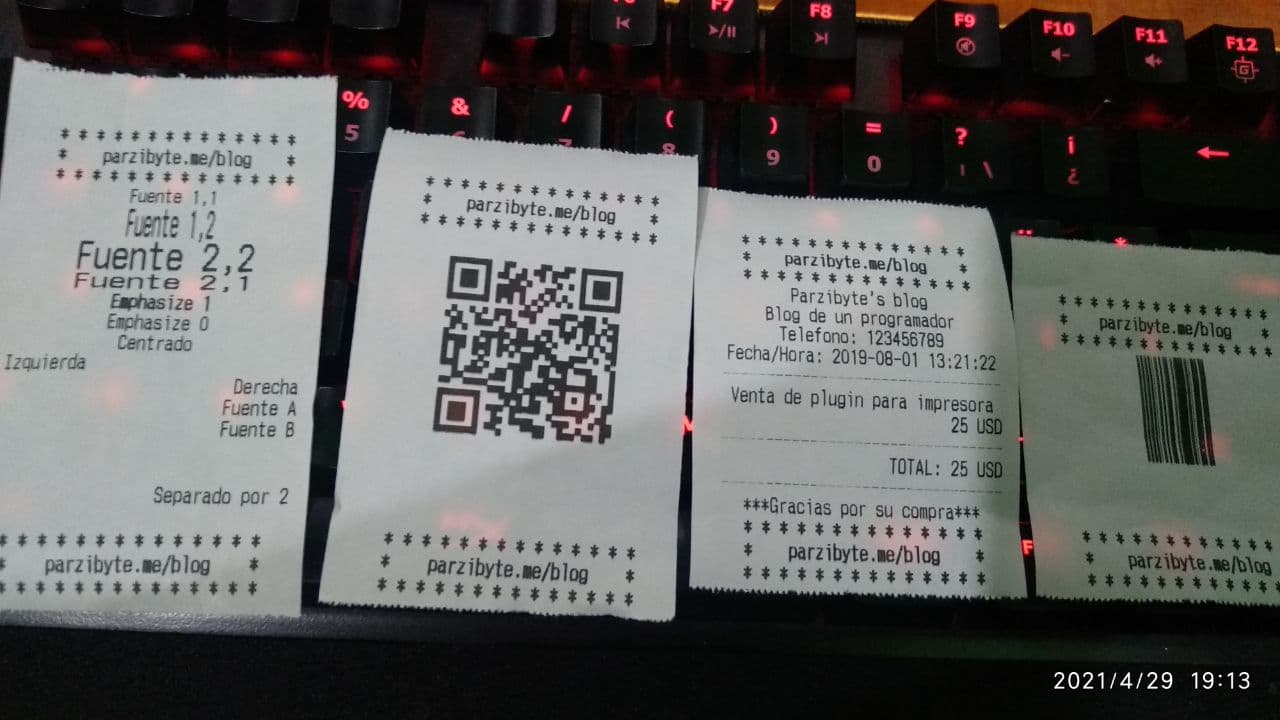 F7
F8
F9
F10
F11
F12
G
%
5
&
/
(
8
)
9
=
0
?
' \
¡
¿
*
* * * * * * * * * * * * * *
* parzibyte.me/blog *
* * * * * * * * * * * * * *
Fuente 1,1
Fuente 1,2
Fuente 2,2
Fuente 2,1
Emphasize 1
Emphasize 0
Centrado
Izquierda
Derecha
Fuente A
Fuente B
Separado por 2
* * * * * * * * * * * * * *
* parzibyte.me/blog *
* * * * * * * * * * * * * *
* * * * * * * * * * * * * *
* parzibyte.me/blog *
* * * * * * * * * * * * * *
* * * * * * * * * * * * * *
* parzibyte.me/blog *
* * * * * * * * * * * * * *
* * * * * * * * * * * * * *
* parzibyte.me/blog *
* * * * * * * * * * * * * *
Parzibyte's blog
Blog de un programador
Telefono: 123456789
Fecha/Hora: 2019-08-01 13:21:22
Venta de plugin para impresora
25 USD
TOTAL: 25 USD
***Gracias por su compra***
* * * * * * * * * * * * * *
* parzibyte.me/blog *
* * * * * * * * * * * * * *
* * * * * * * * * * * * * *
* parzibyte.me/blog *
* * * * * * * * * * * * * *
* * * * * * * * * * * * *
* parzibyte.me/blog
* * * * * * * * * * * * *
F
2021/4/29 19:13